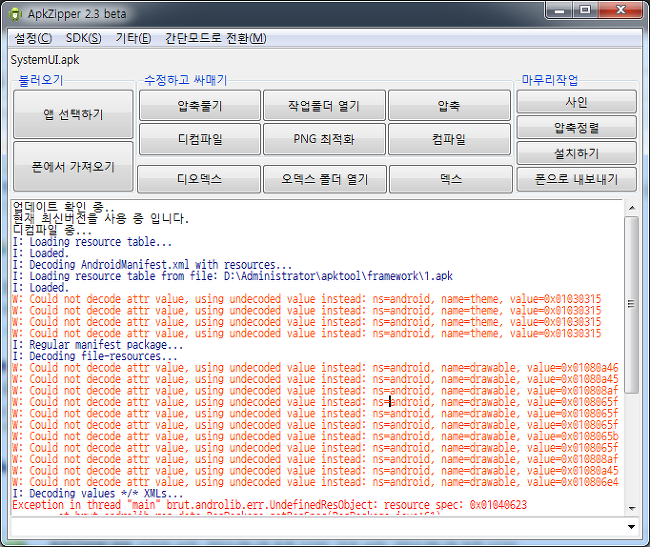 ApkZipper 2.3 beta
설정(C) SDK(S) 기타(E) 간단모드로 전환(M)
SystemUI.apk
불러오기 수정하고 싸매기 마무리작업
앱 선택하기 압축풀기 작업폴더 열기 압축 사인
디컴파일 PNG 최적화 컴파일 압축정렬
폰에서 가져오기 설치하기
디오덱스 오덱스 폴더 열기 덱스 폰으로 내보내기
업데이트 확인 중..
현재 최신버전을 사용 중 입니다.
디컴파일 중...
I: Loading resource table...
I: Loaded.
I: Decoding AndroidManifest.xml with resources...
I: Loading resource table from file: D:\Administrator\apktool\framework\1.apk
I: Loaded.
W: Could not decode attr value, using undecoded value instead: ns=android, name=theme, value=0x01030315
W: Could not decode attr value, using undecoded value instead: ns=android, name=theme, value=0x01030315
W: Could not decode attr value, using undecoded value instead: ns=android, name=theme, value=0x01030315
W: Could not decode attr value, using undecoded value instead: ns=android, name=theme, value=0x01030315
I: Regular manifest package...
I: Decoding file-resources...
W: Could not decode attr value, using undecoded value instead: ns=android, name=drawable, value=0x01080a46
W: Could not decode attr value, using undecoded value instead: ns=android, name=drawable, value=0x01080a45
W: Could not decode attr value, using undecoded value instead: ns=android, name=drawable, value=0x010808af
W: Could not decode attr value, using undecoded value instead: ns=android, name=drawable, value=0x0108065f
W: Could not decode attr value, using undecoded value instead: ns=android, name=drawable, value=0x0108065f
W: Could not decode attr value, using undecoded value instead: ns=android, name=drawable, value=0x0108065f
W: Could not decode attr value, using undecoded value instead: ns=android, name=drawable, value=0x0108065b
W: Could not decode attr value, using undecoded value instead: ns=android, name=drawable, value=0x0108065f
W: Could not decode attr value, using undecoded value instead: ns=android, name=drawable, value=0x010808af
W: Could not decode attr value, using undecoded value instead: ns=android, name=drawable, value=0x01080a45
W: Could not decode attr value, using undecoded value instead: ns=android, name=drawable, value=0x010806e4
I: Decoding values */* XMLs...
Exception in thread "main" brut.androlib.err.UndefinedResObject: resource spec: 0x01040623